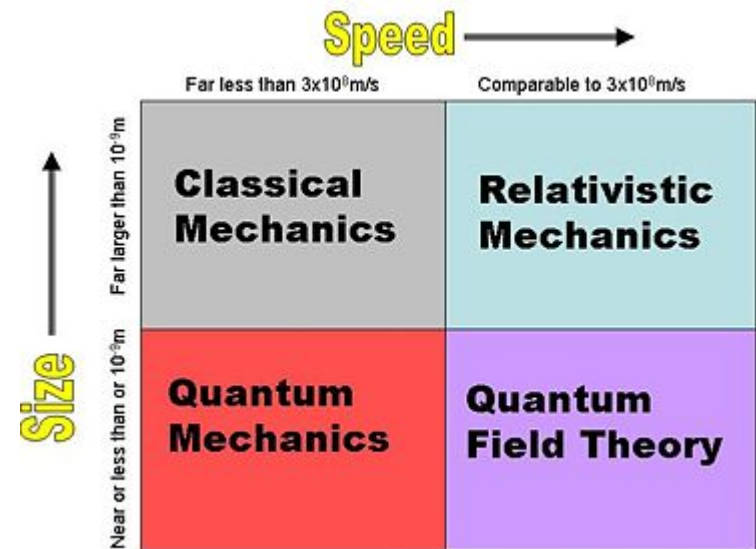 Speed
Far less than 3x10⁸m/s
Comparable to 3x10⁸m/s
Size
Far larger than 10⁻⁹m
Classical
Mechanics
Relativistic
Mechanics
Near or less than or 10⁻⁹m
Quantum
Mechanics
Quantum
Field Theory